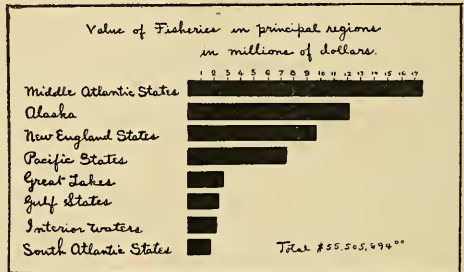 Value of Fisheries in principal regions
in millions of dollars.
1 2 3 4 5 6 7 8 9 10 11 12 13 14 15 16 17
Middle Atlantic States
Alaska
New England States
Pacific States
Great Lakes
Gulf States
Interior waters
South Atlantic States
Total $55,505,894⁰⁰